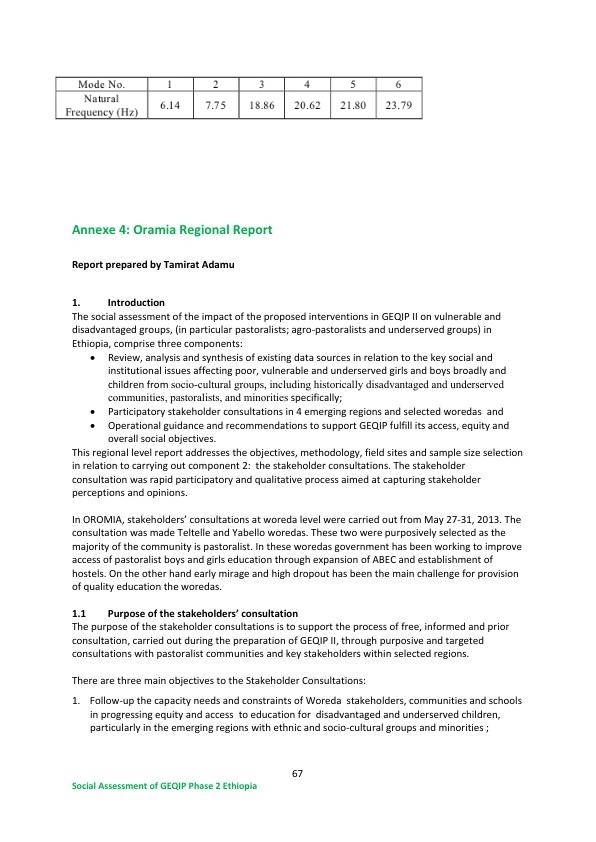 Mode No. 1 2 3 4 5 6
Natural Frequency (Hz) 6.14 7.75 18.86 20.62 21.80 23.79
Annexe 4: Oramia Regional Report
Report prepared by Tamirat Adamu
1. Introduction
The social assessment of the impact of the proposed interventions in GEQIP II on vulnerable and
disadvantaged groups, (in particular pastoralists; agro-pastoralists and underserved groups) in
Ethiopia, comprise three components:
• Review, analysis and synthesis of existing data sources in relation to the key social and
institutional issues affecting poor, vulnerable and underserved girls and boys broadly and
children from socio-cultural groups, including historically disadvantaged and underserved
communities, pastoralists, and minorities specifically;
• Participatory stakeholder consultations in 4 emerging regions and selected woredas and
• Operational guidance and recommendations to support GEQIP fulfill its access, equity and
overall social objectives.
This regional level report addresses the objectives, methodology, field sites and sample size selection
in relation to carrying out component 2: the stakeholder consultations. The stakeholder
consultation was rapid participatory and qualitative process aimed at capturing stakeholder
perceptions and opinions.
In OROMIA, stakeholders’ consultations at woreda level were carried out from May 27-31, 2013. The
consultation was made Teltelle and Yabello woredas. These two were purposively selected as the
majority of the community is pastoralist. In these woredas government has been working to improve
access of pastoralist boys and girls education through expansion of ABEC and establishment of
hostels. On the other hand early mirage and high dropout has been the main challenge for provision
of quality education the woredas.
1.1 Purpose of the stakeholders’ consultation
The purpose of the stakeholder consultations is to support the process of free, informed and prior
consultation, carried out during the preparation of GEQIP II, through purposive and targeted
consultations with pastoralist communities and key stakeholders within selected regions.
There are three main objectives to the Stakeholder Consultations:
1. Follow-up the capacity needs and constraints of Woreda stakeholders, communities and schools
in progressing equity and access to education for disadvantaged and underserved children,
particularly in the emerging regions with ethnic and socio-cultural groups and minorities ;
67
Social Assessment of GEQIP Phase 2 Ethiopia